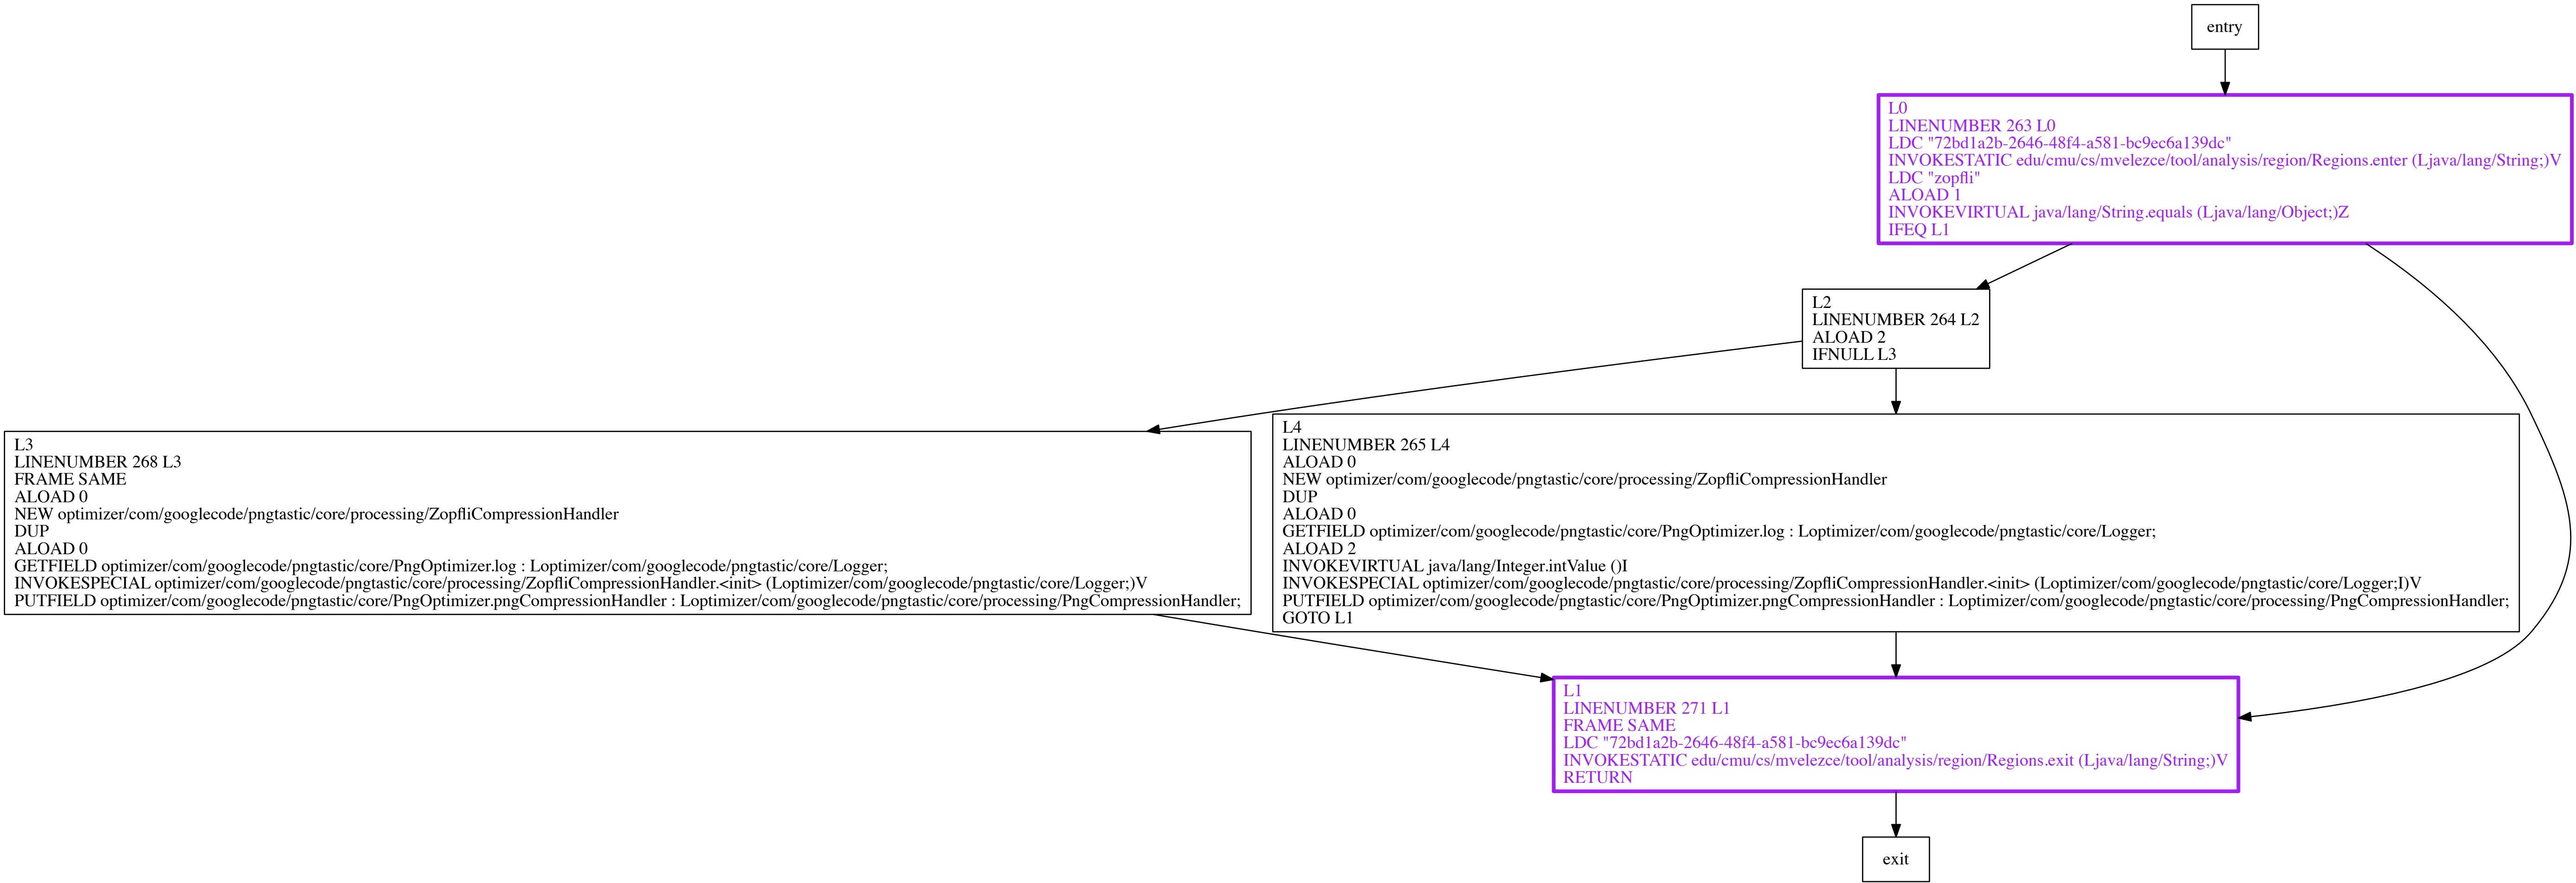 entry
L0
LINENUMBER 263 L0
LDC "72bd1a2b-2646-48f4-a581-bc9ec6a139dc"
INVOKESTATIC edu/cmu/cs/mvelezce/tool/analysis/region/Regions.enter (Ljava/lang/String;)V
LDC "zopfli"
ALOAD 1
INVOKEVIRTUAL java/lang/String.equals (Ljava/lang/Object;)Z
IFEQ L1
L2
LINENUMBER 264 L2
ALOAD 2
IFNULL L3
L3
LINENUMBER 268 L3
FRAME SAME
ALOAD 0
NEW optimizer/com/googlecode/pngtastic/core/processing/ZopfliCompressionHandler
DUP
ALOAD 0
GETFIELD optimizer/com/googlecode/pngtastic/core/PngOptimizer.log : Loptimizer/com/googlecode/pngtastic/core/Logger;
INVOKESPECIAL optimizer/com/googlecode/pngtastic/core/processing/ZopfliCompressionHandler.<init> (Loptimizer/com/googlecode/pngtastic/core/Logger;)V
PUTFIELD optimizer/com/googlecode/pngtastic/core/PngOptimizer.pngCompressionHandler : Loptimizer/com/googlecode/pngtastic/core/processing/PngCompressionHandler;
L4
LINENUMBER 265 L4
ALOAD 0
NEW optimizer/com/googlecode/pngtastic/core/processing/ZopfliCompressionHandler
DUP
ALOAD 0
GETFIELD optimizer/com/googlecode/pngtastic/core/PngOptimizer.log : Loptimizer/com/googlecode/pngtastic/core/Logger;
ALOAD 2
INVOKEVIRTUAL java/lang/Integer.intValue ()I
INVOKESPECIAL optimizer/com/googlecode/pngtastic/core/processing/ZopfliCompressionHandler.<init> (Loptimizer/com/googlecode/pngtastic/core/Logger;I)V
PUTFIELD optimizer/com/googlecode/pngtastic/core/PngOptimizer.pngCompressionHandler : Loptimizer/com/googlecode/pngtastic/core/processing/PngCompressionHandler;
GOTO L1
L1
LINENUMBER 271 L1
FRAME SAME
LDC "72bd1a2b-2646-48f4-a581-bc9ec6a139dc"
INVOKESTATIC edu/cmu/cs/mvelezce/tool/analysis/region/Regions.exit (Ljava/lang/String;)V
RETURN
exit